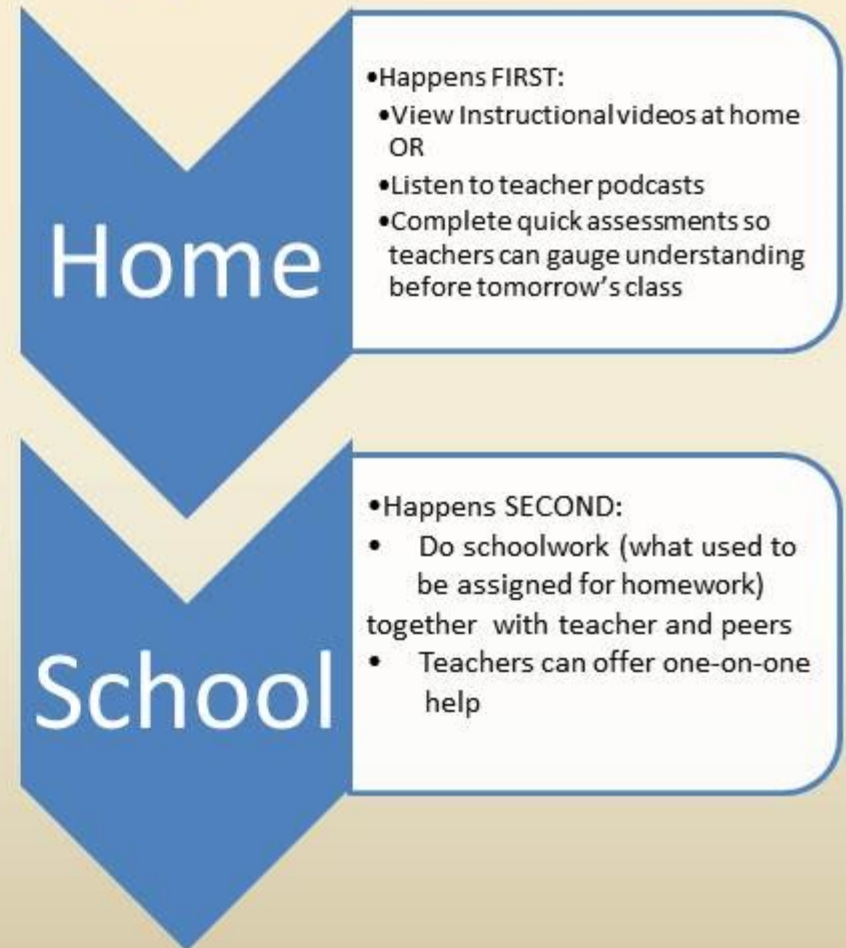 Home
•Happens FIRST:
•View Instructional videos at home
OR
•Listen to teacher podcasts
•Complete quick assessments so
teachers can gauge understanding
before tomorrow's class
School
•Happens SECOND:
• Do schoolwork (what used to
be assigned for homework)
together with teacher and peers
• Teachers can offer one-on-one
help